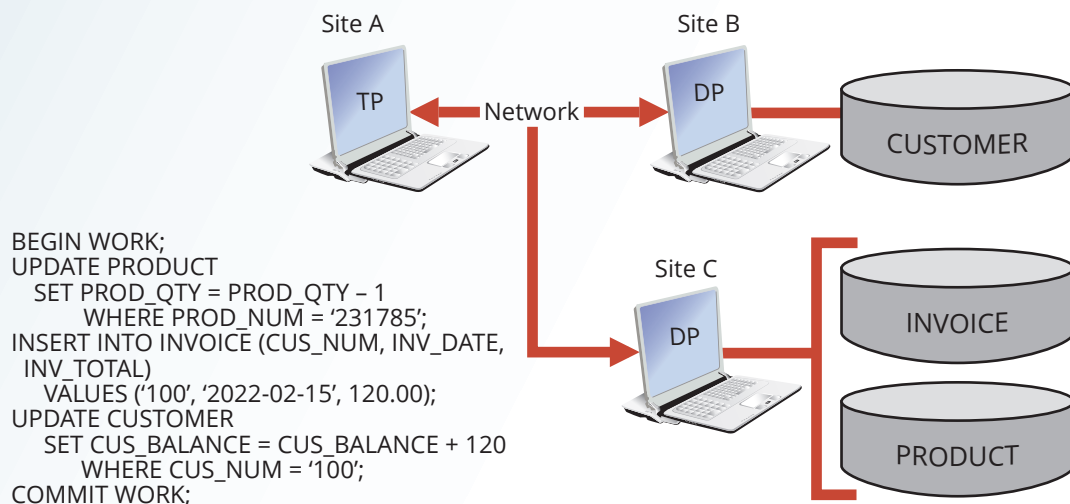 Site A
Site B
TP
Network
DP
CUSTOMER
BEGIN WORK;
UPDATE PRODUCT
SET PROD_QTY = PROD_QTY – 1
WHERE PROD_NUM = ‘231785’;
INSERT INTO INVOICE (CUS_NUM, INV_DATE,
INV_TOTAL)
VALUES (‘100’, ‘2022-02-15’, 120.00);
UPDATE CUSTOMER
SET CUS_BALANCE = CUS_BALANCE + 120
WHERE CUS_NUM = ‘100’;
COMMIT WORK;
Site C
DP
INVOICE
PRODUCT